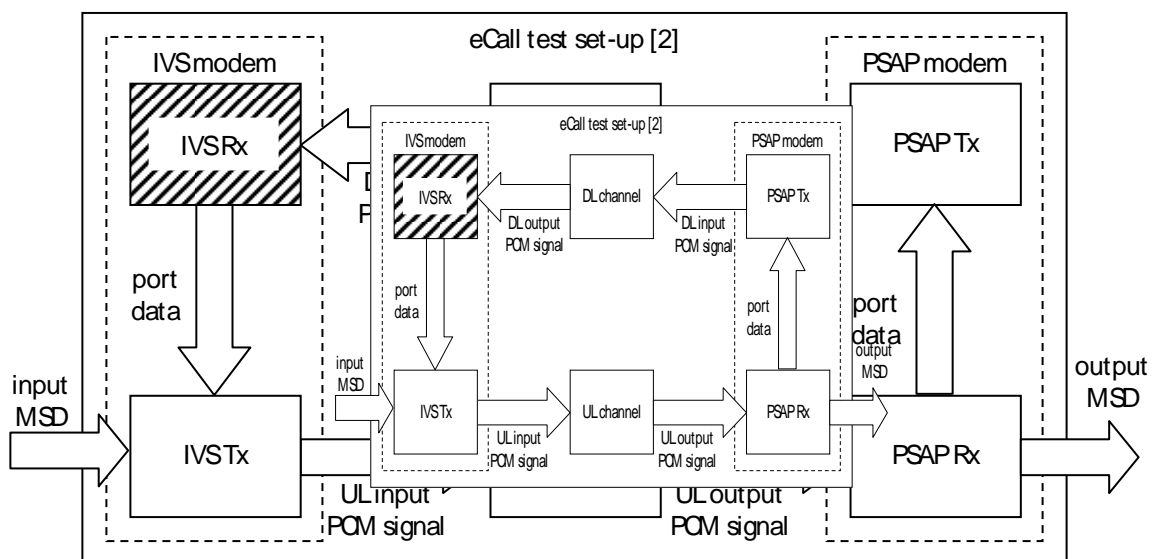 eCall test set-up [2]
IVS modem
PSAP modem
IVS Rx
PSAP Tx
D
P
port
data
port
data
input
MSD
output
MSD
IVS Tx
PSAP Rx
UL input
PCM signal
UL output
PCM signal
eCall test set-up [2]
IVS modem
PSAP modem
IVS Rx
DL channel
PSAP Tx
DL output
PCM signal
DL input
PCM signal
port
data
port
data
input
MSD
output
MSD
IVS Tx
UL channel
PSAP Rx
UL input
PCM signal
UL output
PCM signal